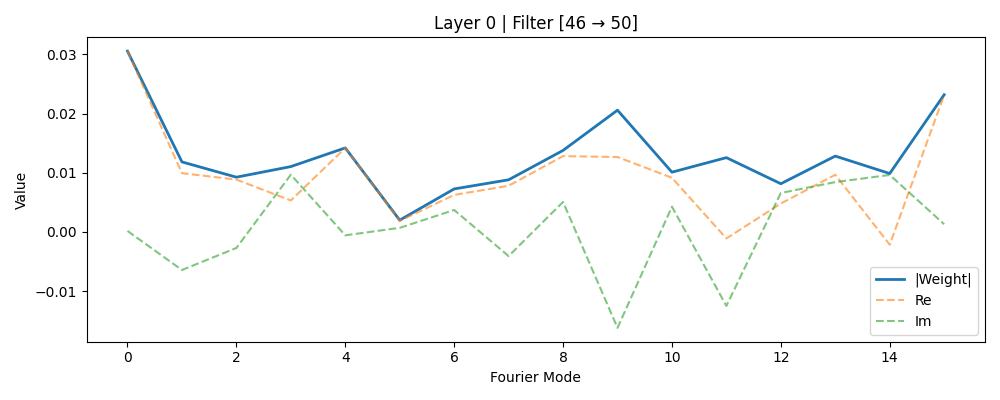 Layer 0 | Filter [46 → 50]
Value
0.03
0.02
0.01
0.00
−0.01
|Weight|
Re
Im
0 2 4 6 8 10 12 14
Fourier Mode